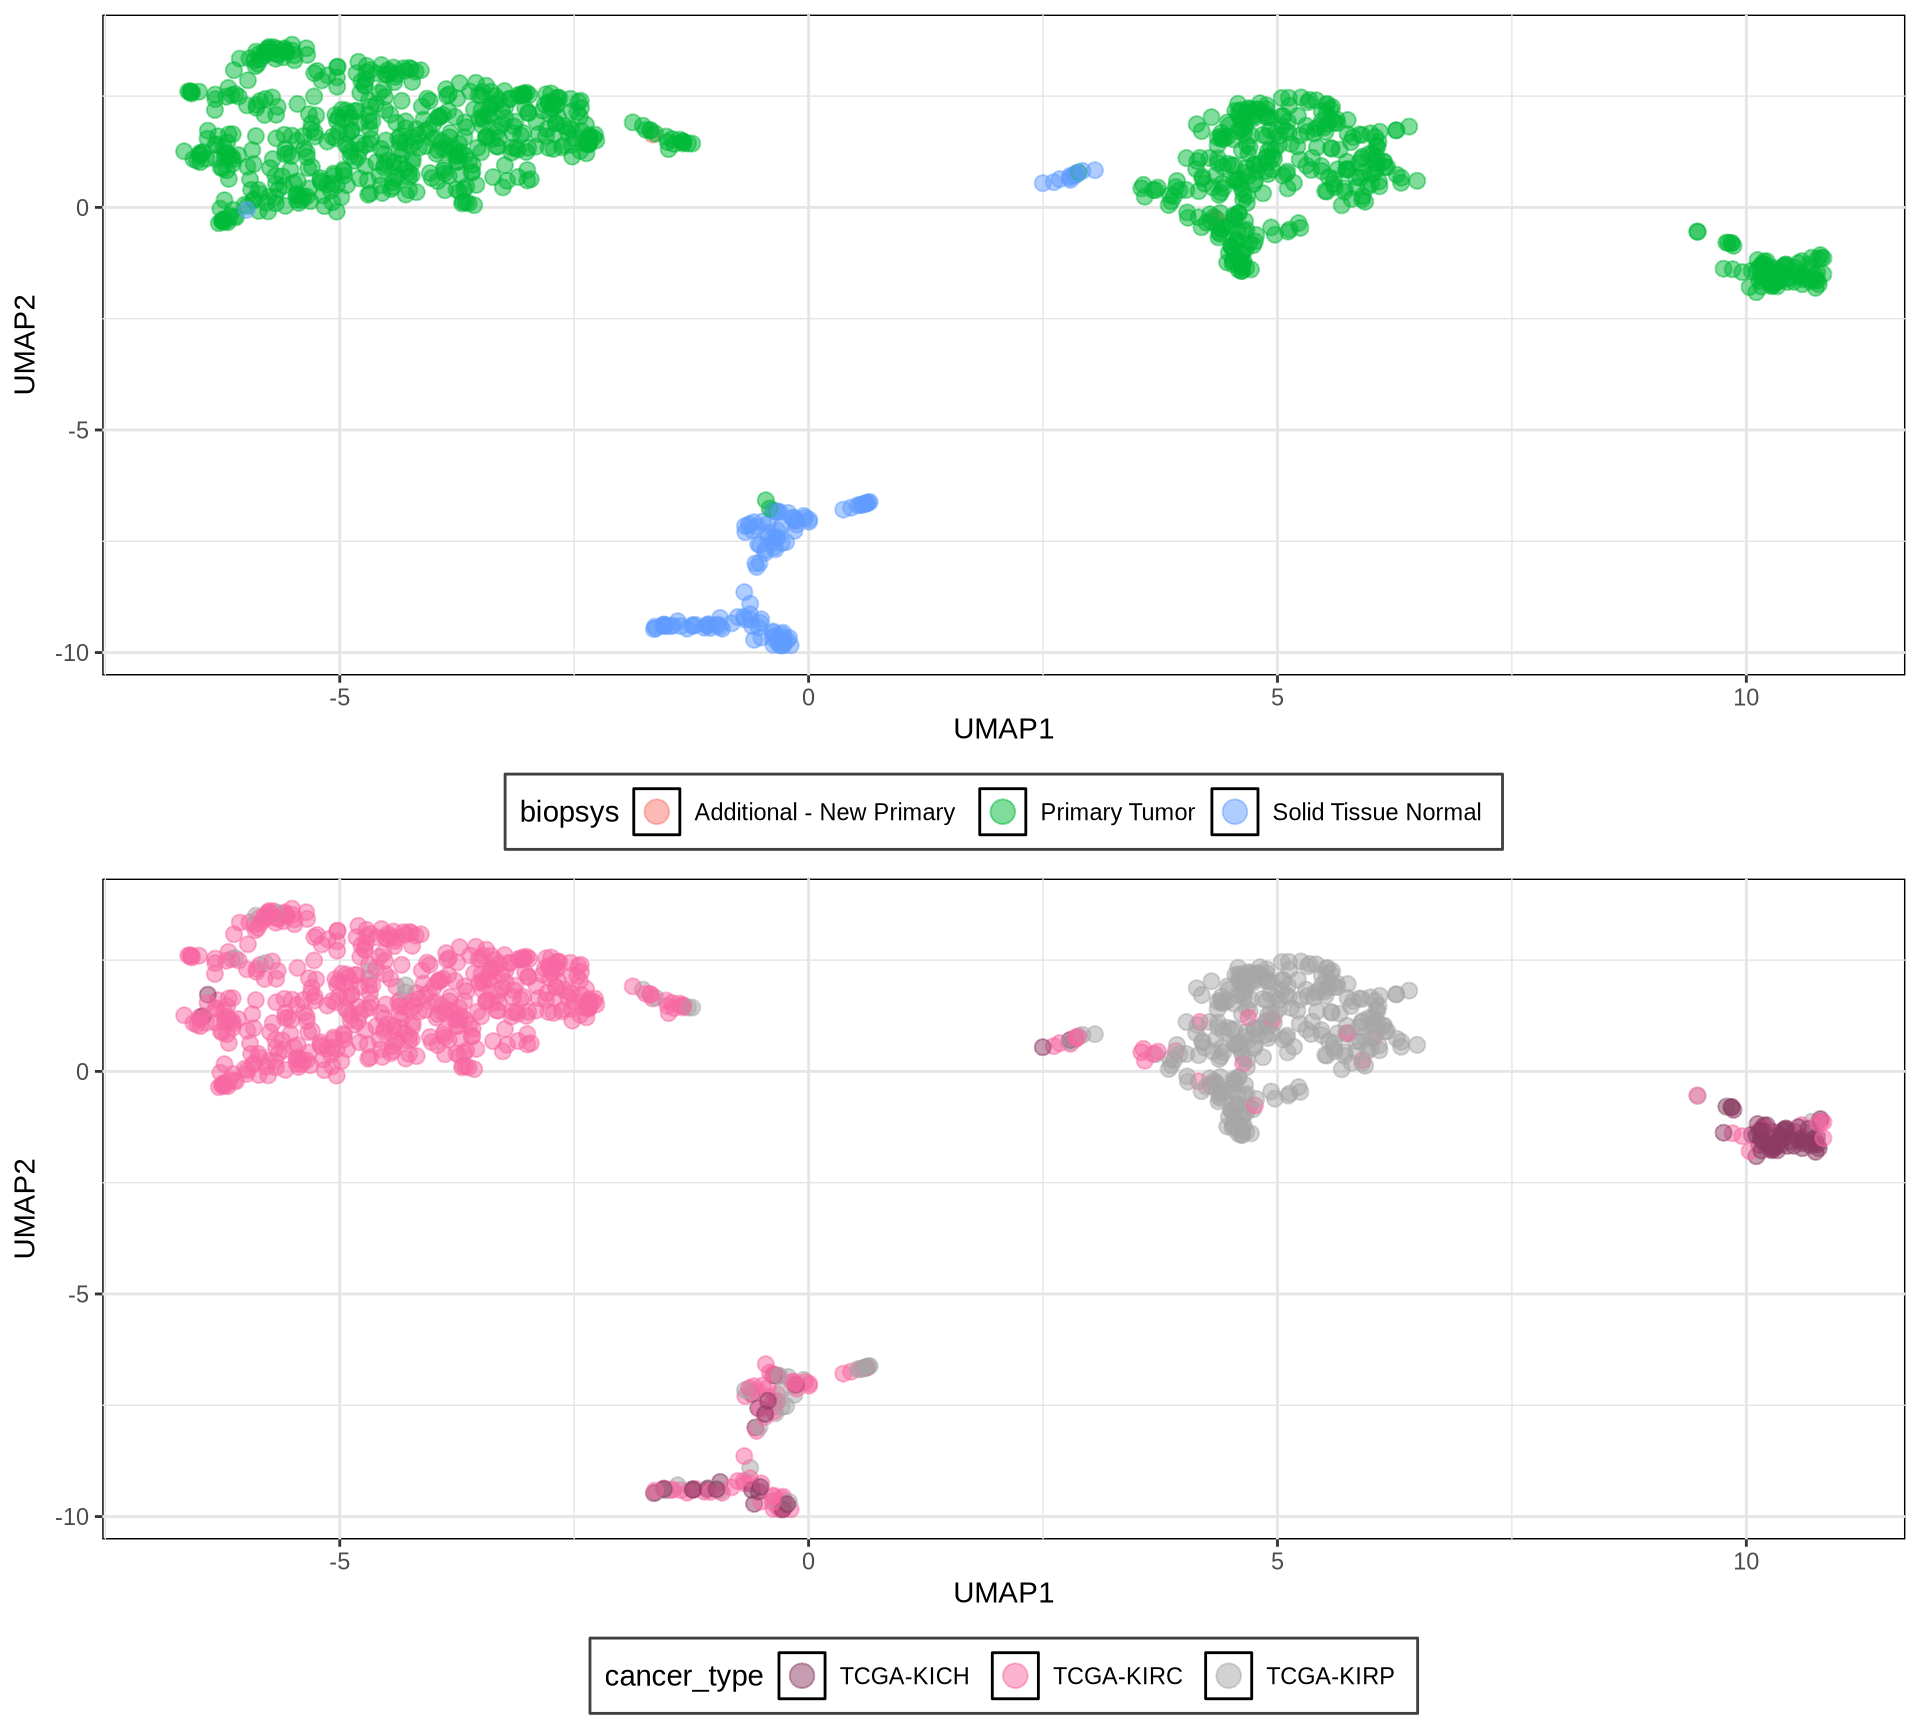 0
-5
-10
UMAP2
-5 0 5 10
UMAP1
biopsys Additional - New Primary Primary Tumor Solid Tissue Normal
0
-5
-10
UMAP2
-5 0 5 10
UMAP1
cancer_type TCGA-KICH TCGA-KIRC TCGA-KIRP